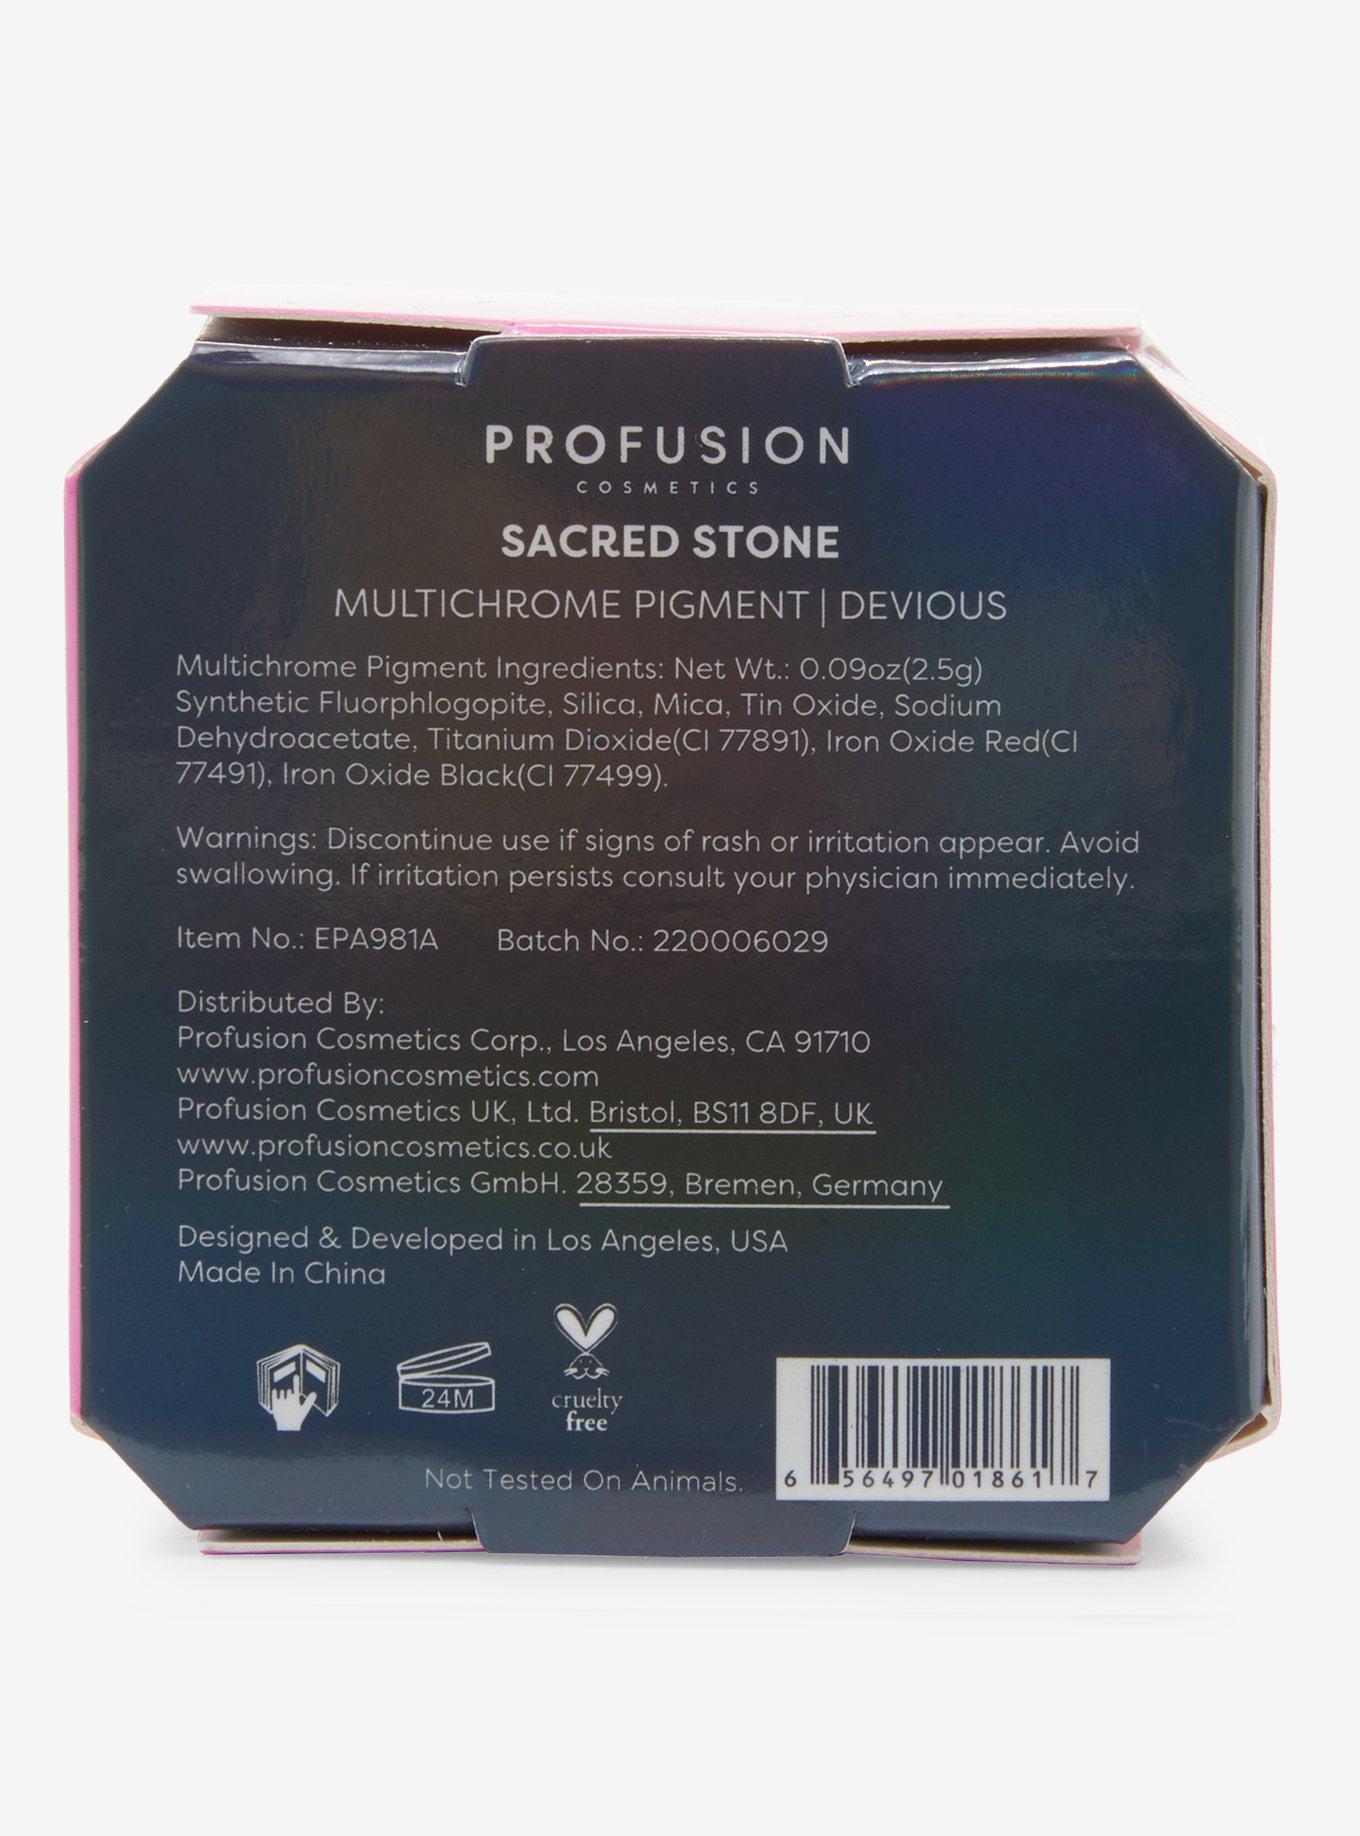 PROFUSION
COSMETICS
SACRED STONE
MULTICHROME PIGMENT | DEVIOUS
Multichrome Pigment Ingredients: Net Wt.: 0.09oz(2.5g)
Synthetic Fluorphlogopite, Silica, Mica, Tin Oxide, Sodium
Dehydroacetate, Titanium Dioxide(CI 77891), Iron Oxide Red(CI
77491), Iron Oxide Black(CI 77499).
Warnings: Discontinue use if signs of rash or irritation appear. Avoid
swallowing. If irritation persists consult your physician immediately.
Item No.: EPA981A Batch No.: 220006029
Distributed By:
Profusion Cosmetics Corp., Los Angeles, CA 91710
www.profusioncosmetics.com
Profusion Cosmetics UK, Ltd. Bristol, BS11 8DF, UK
www.profusioncosmetics.co.uk
Profusion Cosmetics GmbH. 28359, Bremen, Germany
Designed & Developed in Los Angeles, USA
Made In China
24M
cruelty
free
Not Tested On Animals.
6 56497 01861 7